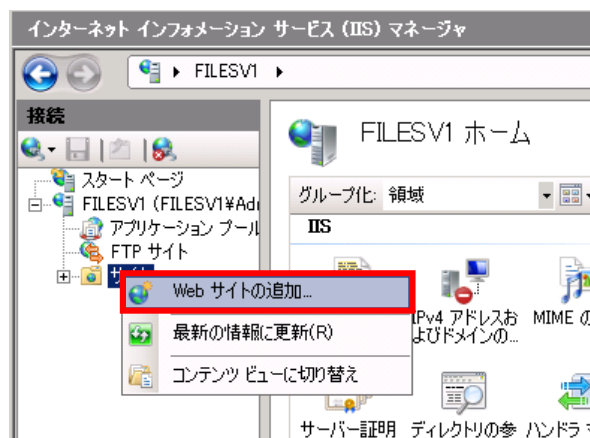 インターネット インフォメーション サービス (IIS) マネージャ
FILESV1
接続
FILESV1 ホーム
スタート ページ
FILESV1 (FILESV1¥Ad
グループ化: 領域
アプリケーション プール
IIS
FTP サイト
Web サイトの追加...
最新の情報に更新(R)
コンテンツ ビューに切り替え
IPv4 アドレスお
よびドメインの...
MIME の
サーバー証明
ディレクトリの参
ハンドラ